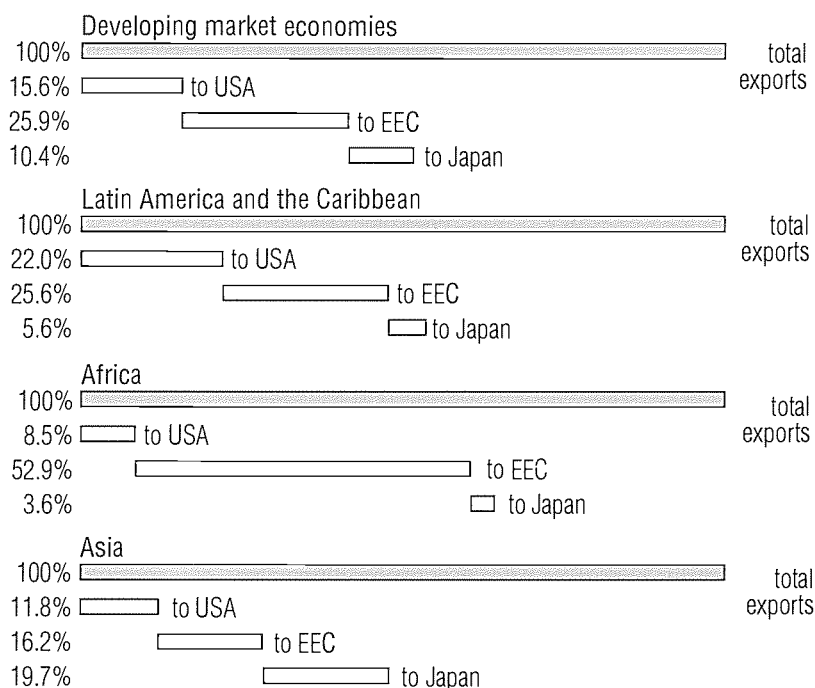 Developing market economies
100% total
exports
15.6% to USA
25.9% to EEC
10.4% to Japan
Latin America and the Caribbean
100% total
exports
22.0% to USA
25.6% to EEC
5.6% to Japan
Africa
100% total
exports
8.5% to USA
52.9% to EEC
3.6% to Japan
Asia
100% total
exports
11.8% to USA
16.2% to EEC
19.7% to Japan